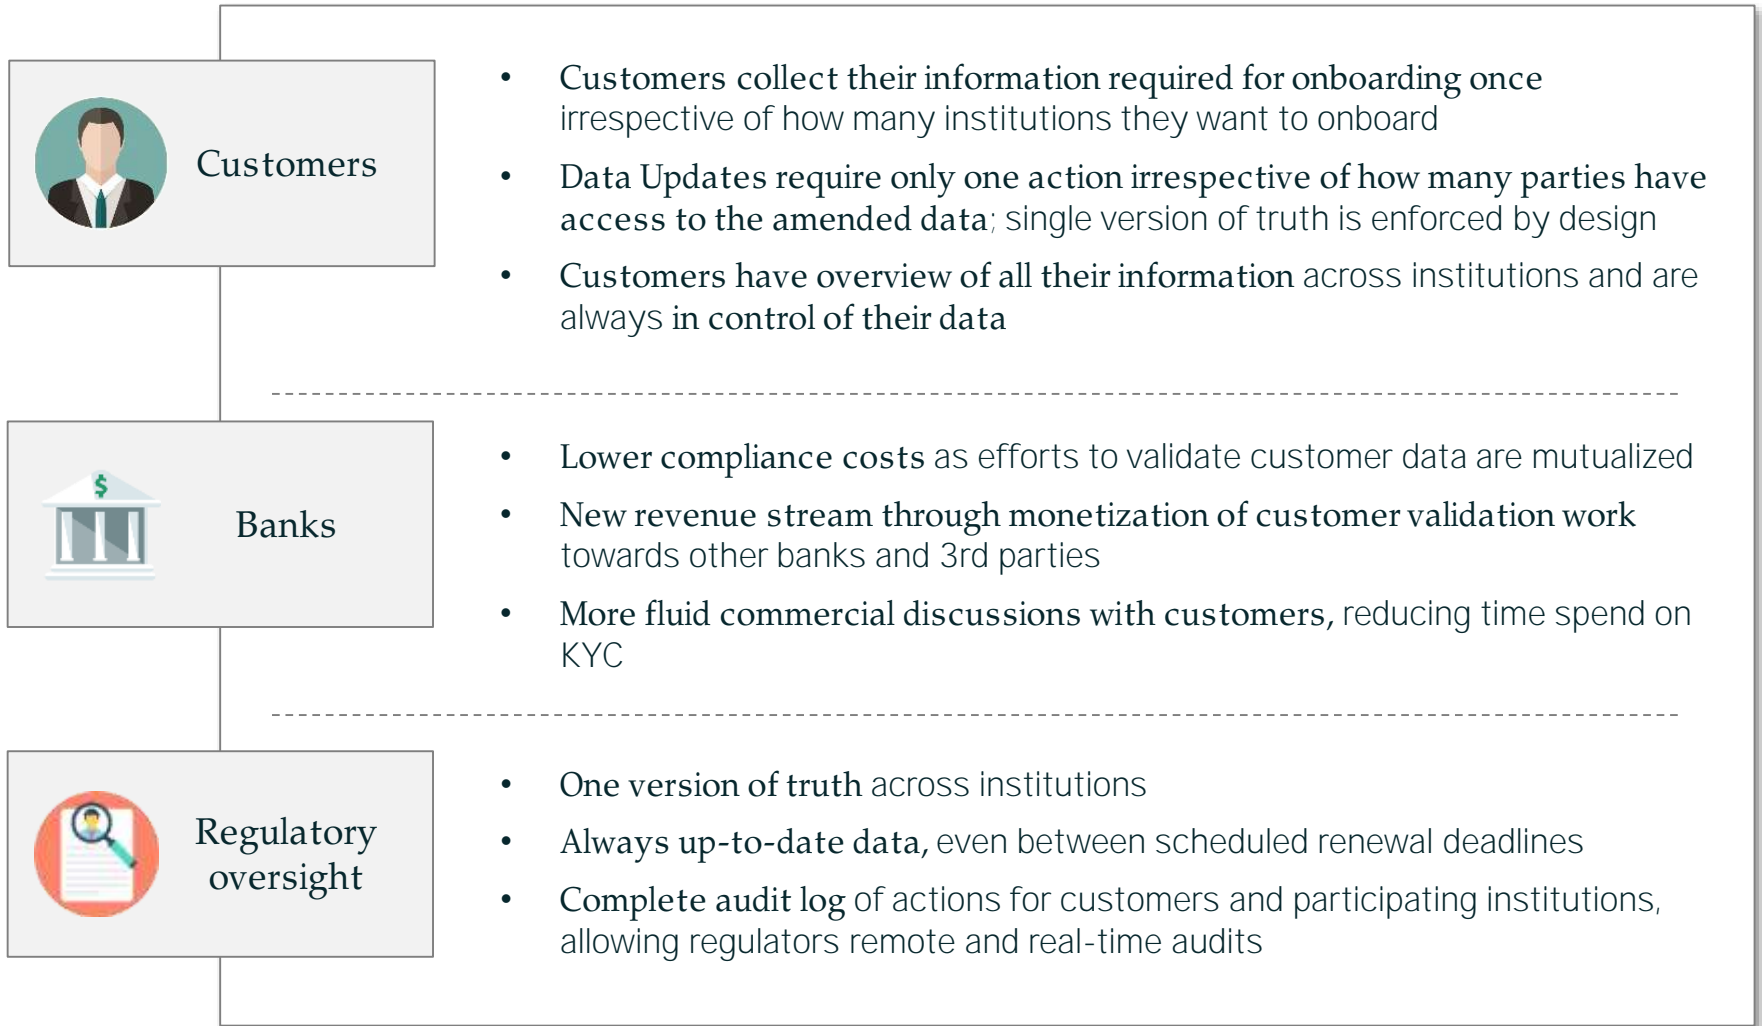 Customers
• Customers collect their information required for onboarding once
irrespective of how many institutions they want to onboard
• Data Updates require only one action irrespective of how many parties have
access to the amended data; single version of truth is enforced by design
• Customers have overview of all their information across institutions and are
always in control of their data
$
Banks
• Lower compliance costs as efforts to validate customer data are mutualized
• New revenue stream through monetization of customer validation work
towards other banks and 3rd parties
• More fluid commercial discussions with customers, reducing time spend on
KYC
Regulatory
oversight
• One version of truth across institutions
• Always up-to-date data, even between scheduled renewal deadlines
• Complete audit log of actions for customers and participating institutions,
allowing regulators remote and real-time audits